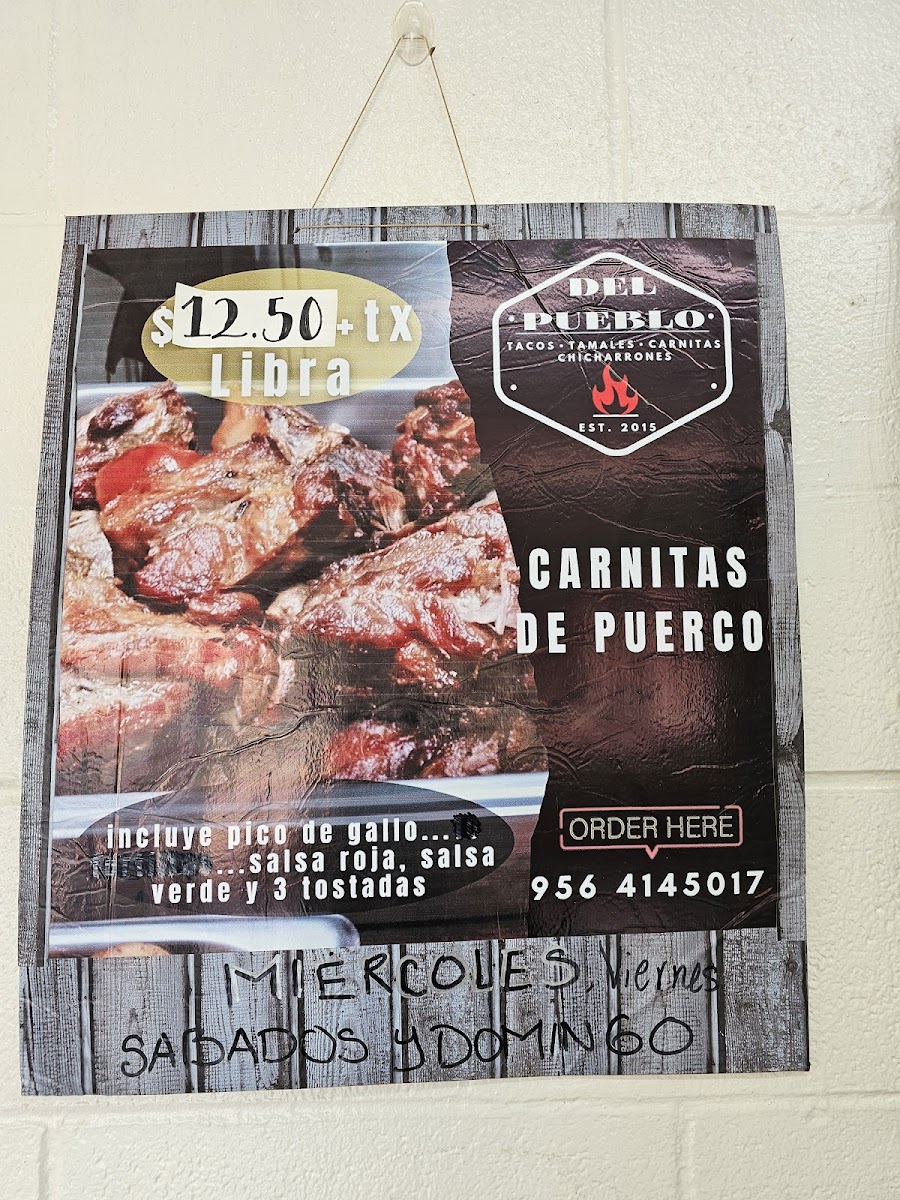 $12.50 + tx
Libra
DEL
PUEBLO
TACOS • TAMALES • CARNITAS
CHICHARRONES
EST. 2015
CARNITAS
DE PUERCO
incluye pico de gallo...
...salsa roja, salsa
verde y 3 tostadas
ORDER HERE
956 4145017
MIERCOLES, Viernes
SABADOS Y DOMINGO